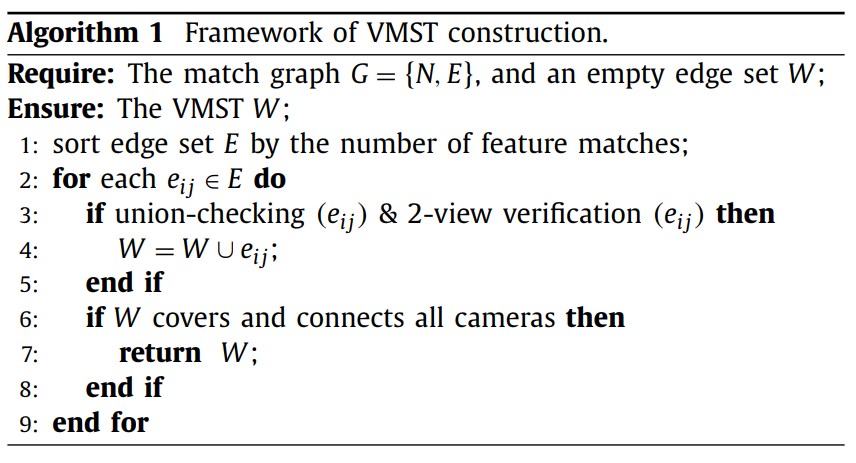 Algorithm 1 Framework of VMST construction.
Require: The match graph G = {N, E}, and an empty edge set W;
Ensure: The VMST W;
1: sort edge set E by the number of feature matches;
2: for each e_{ij} ∈ E do
3: if union-checking (e_{ij}) & 2-view verification (e_{ij}) then
4: W = W ∪ e_{ij};
5: end if
6: if W covers and connects all cameras then
7: return W;
8: end if
9: end for